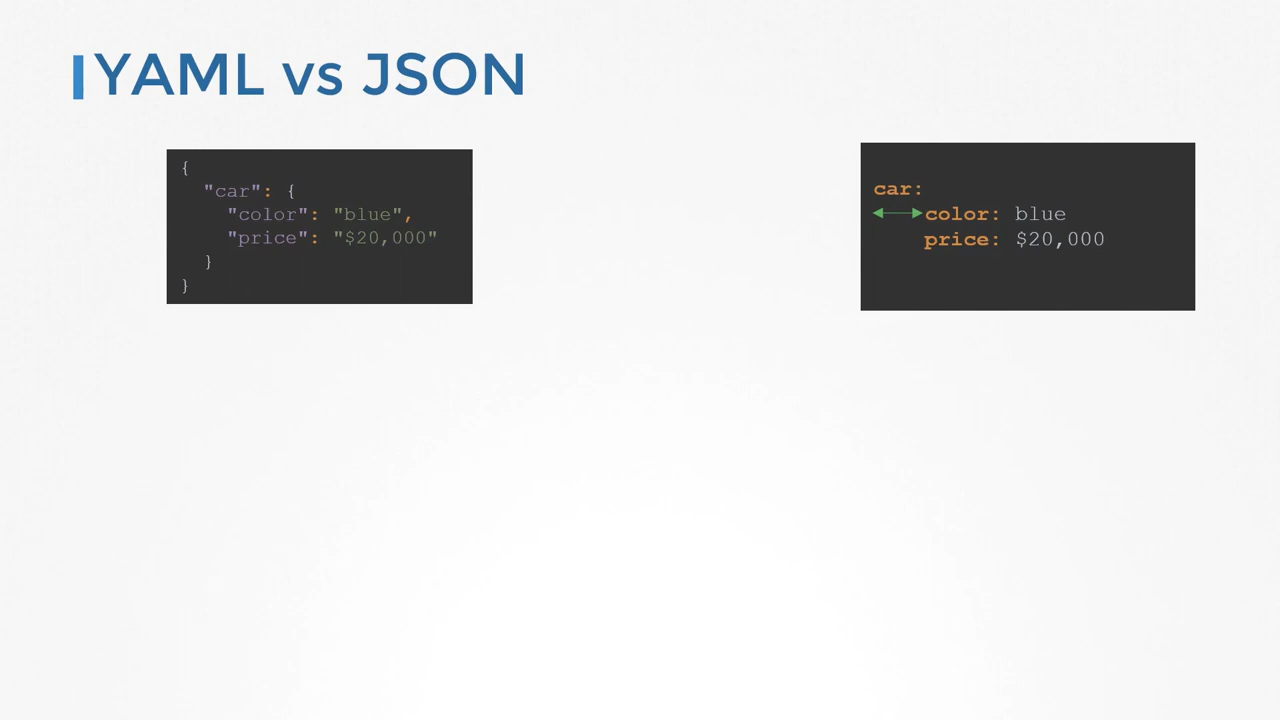 YAML vs JSON
{
  "car": {
    "color": "blue",
    "price": "$20,000"
  }
}
car:
    color: blue
    price: $20,000